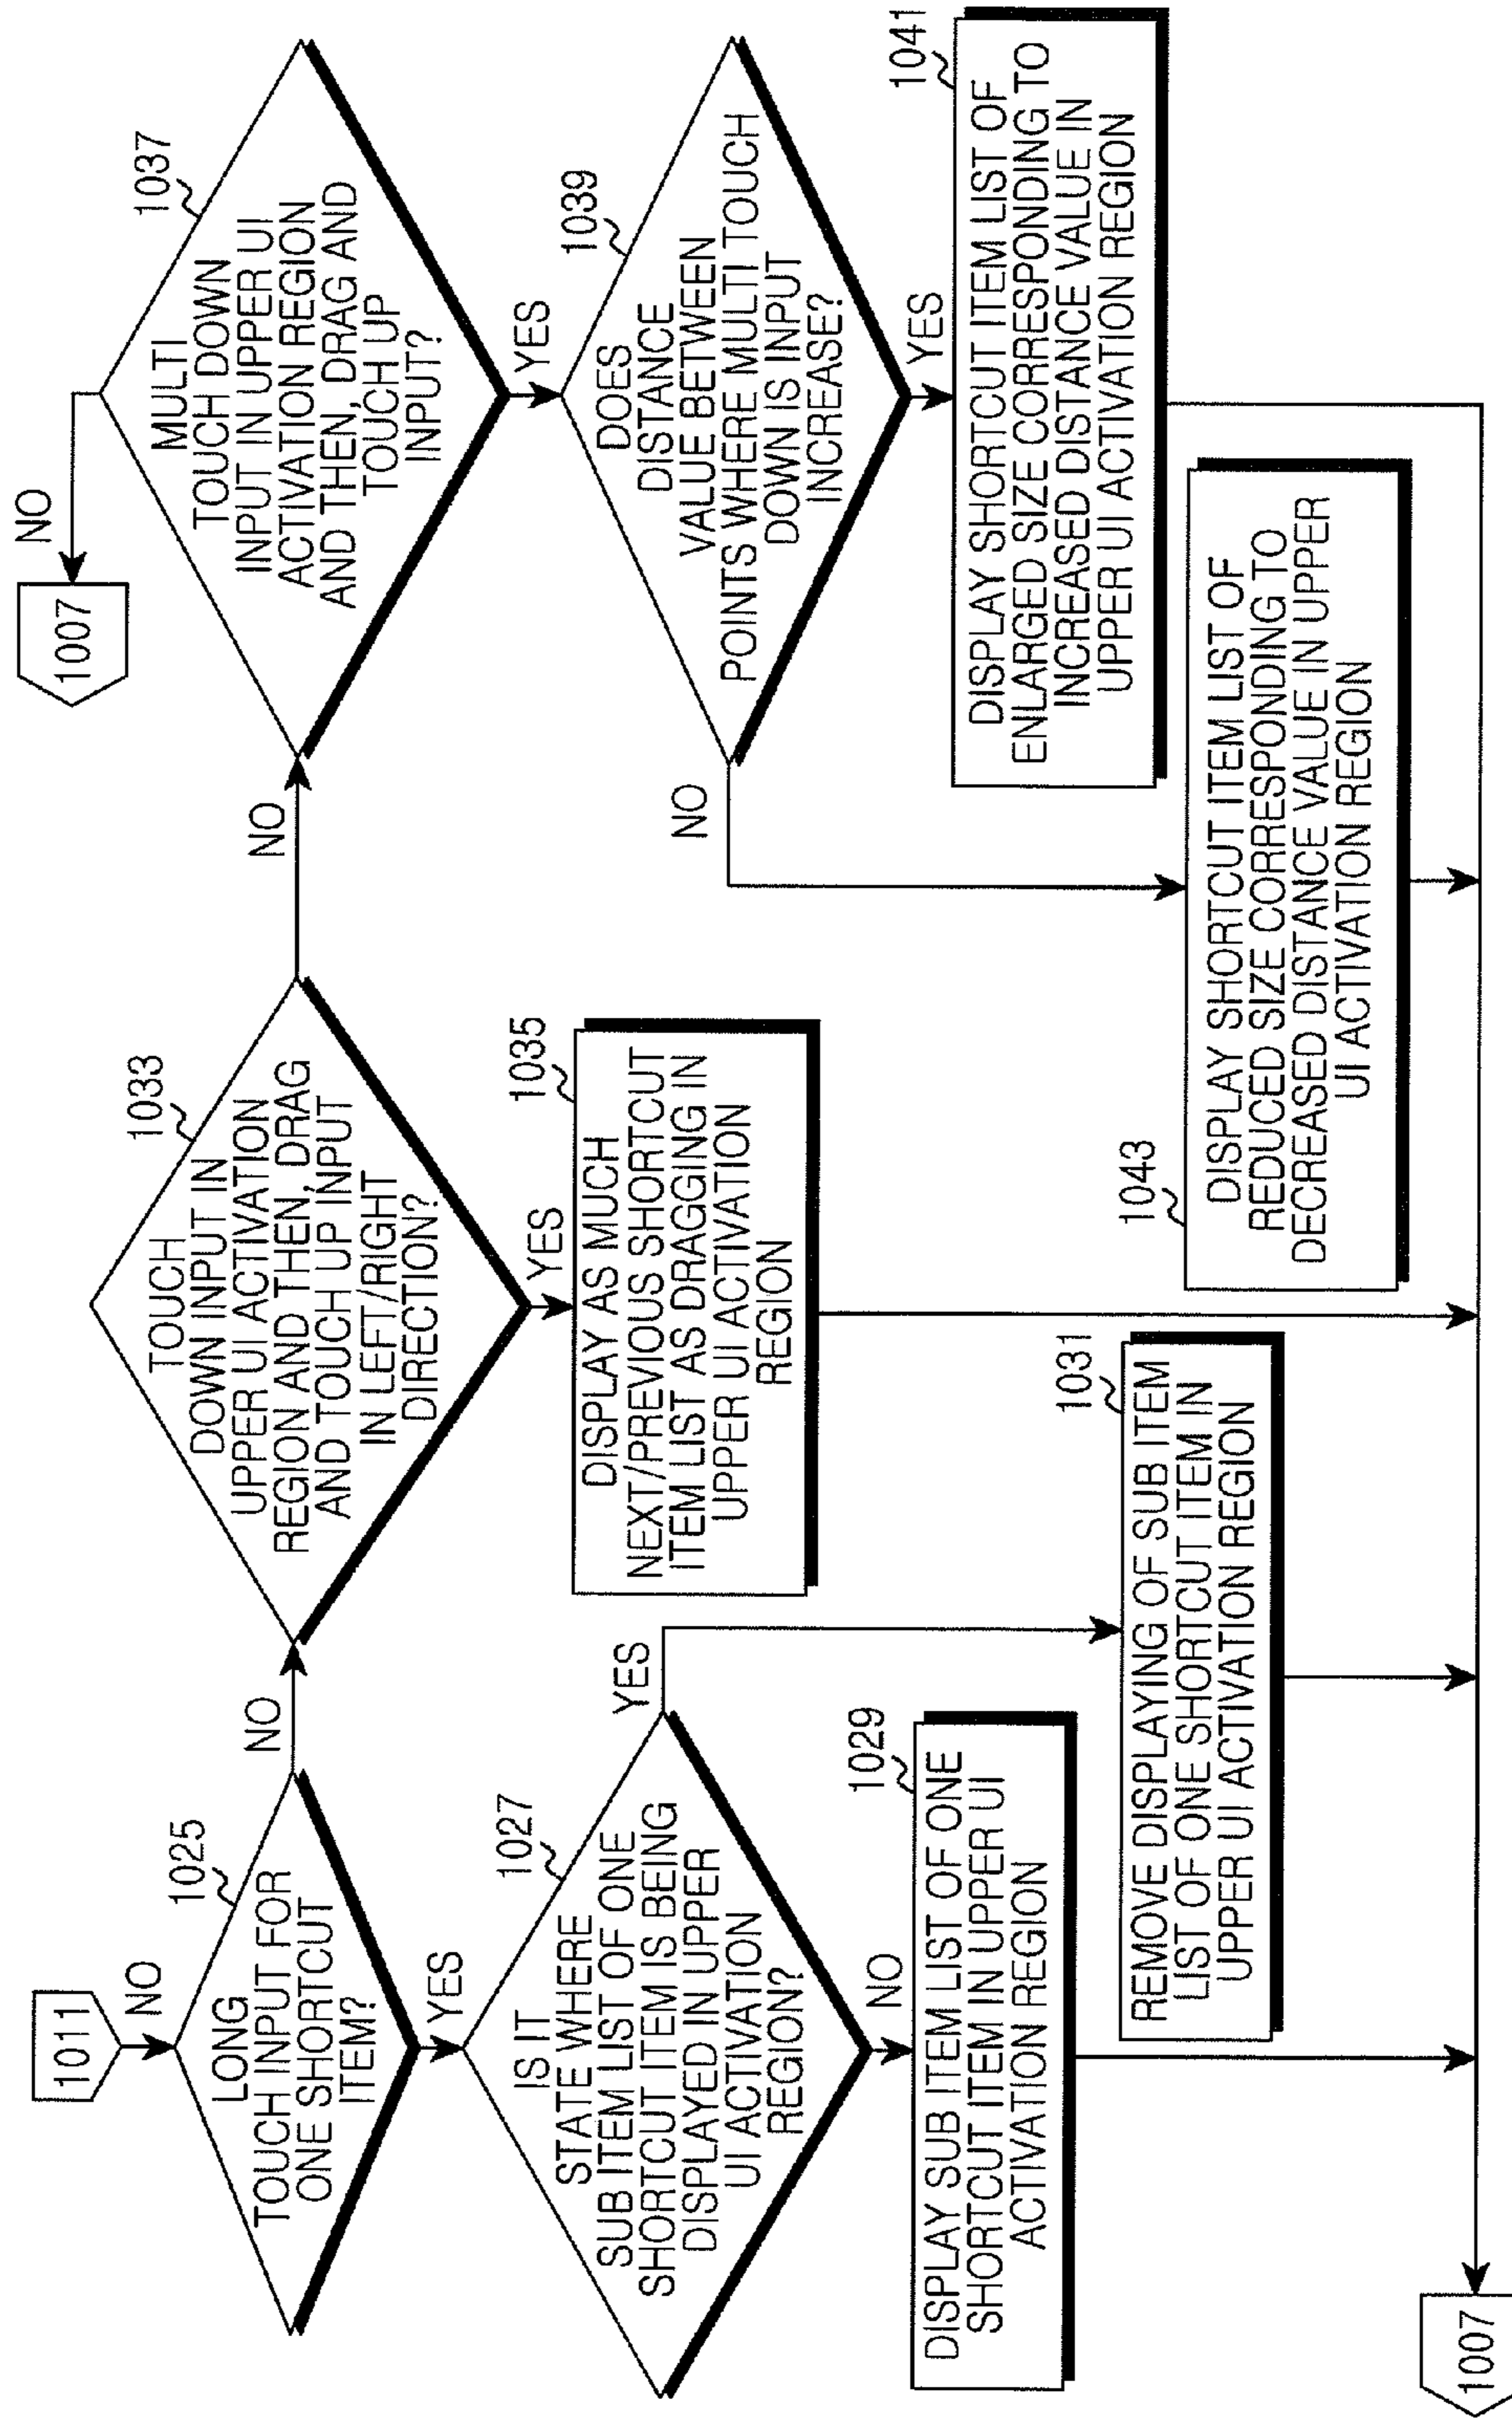 1011
NO
1025
LONG
TOUCH INPUT FOR
ONE SHORTCUT
ITEM?
NO
YES
1027
IS IT
STATE WHERE
SUB ITEM LIST OF ONE
SHORTCUT ITEM IS BEING
DISPLAYED IN UPPER
UI ACTIVATION
REGION?
YES
NO
1029
DISPLAY SUB ITEM LIST OF ONE
SHORTCUT ITEM IN UPPER UI
ACTIVATION REGION
1031
REMOVE DISPLAYING OF SUB ITEM
LIST OF ONE SHORTCUT ITEM IN
UPPER UI ACTIVATION REGION
1033
TOUCH
DOWN INPUT IN
UPPER UI ACTIVATION
REGION AND THEN, DRAG
AND TOUCH UP INPUT
IN LEFT/RIGHT
DIRECTION?
NO
YES
1035
DISPLAY AS MUCH
NEXT/PREVIOUS SHORTCUT
ITEM LIST AS DRAGGING IN
UPPER UI ACTIVATION
REGION
NO
1007
1037
MULTI
TOUCH DOWN
INPUT IN UPPER UI
ACTIVATION REGION
AND THEN, DRAG AND
TOUCH UP
INPUT?
YES
1039
DOES
DISTANCE
VALUE BETWEEN
POINTS WHERE MULTI TOUCH
DOWN IS INPUT
INCREASE?
NO
YES
1041
DISPLAY SHORTCUT ITEM LIST OF
ENLARGED SIZE CORRESPONDING TO
INCREASED DISTANCE VALUE IN
UPPER UI ACTIVATION REGION
1043
DISPLAY SHORTCUT ITEM LIST OF
REDUCED SIZE CORRESPONDING TO
DECREASED DISTANCE VALUE IN UPPER
UI ACTIVATION REGION
1007